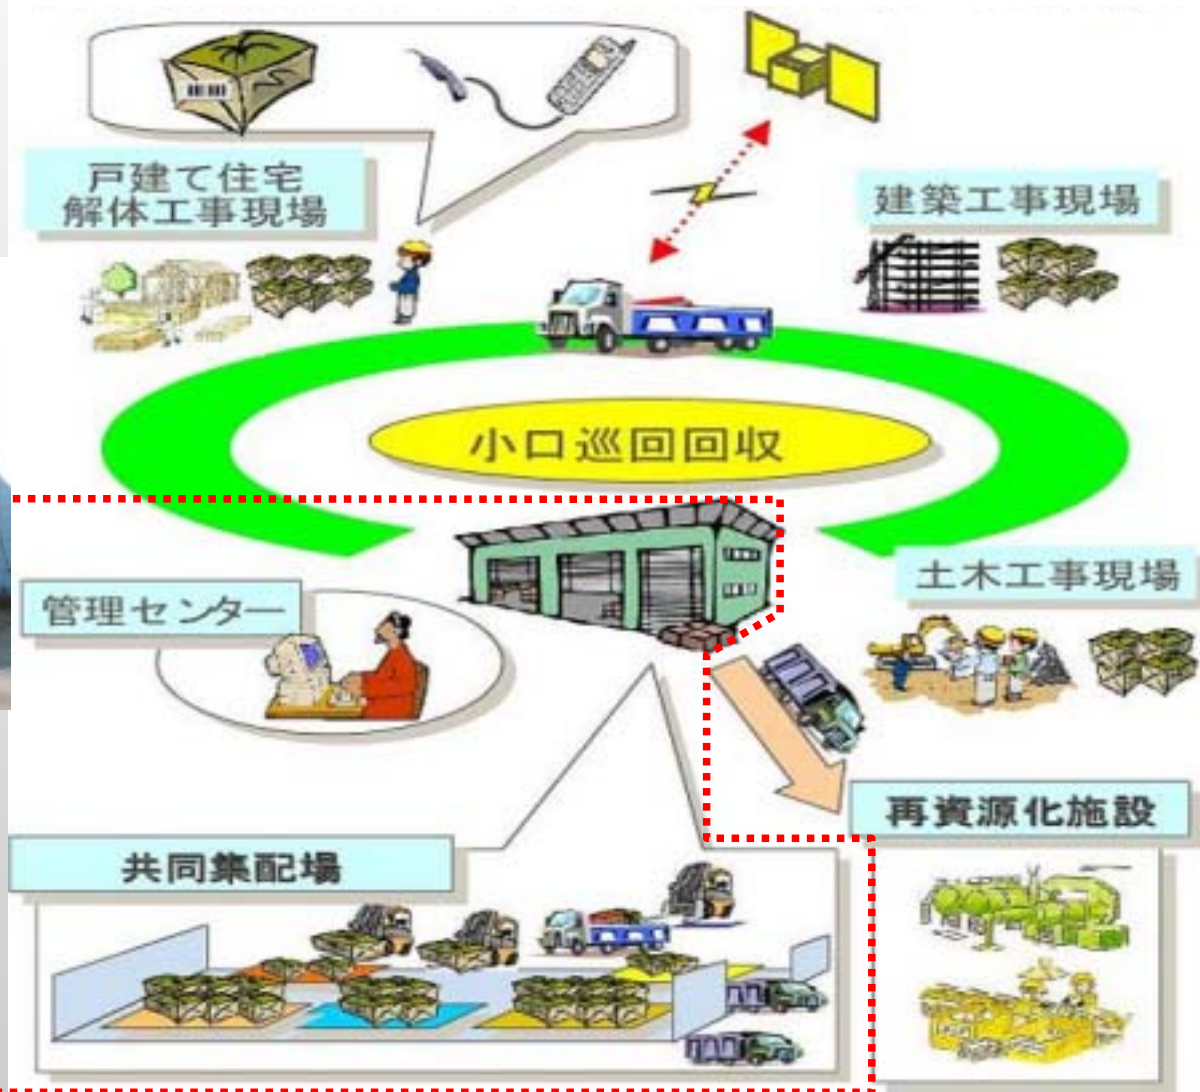 戸建て住宅
解体工事現場
建築工事現場
小口巡回回収
管理センター
土木工事現場
再資源化施設
共同集配場